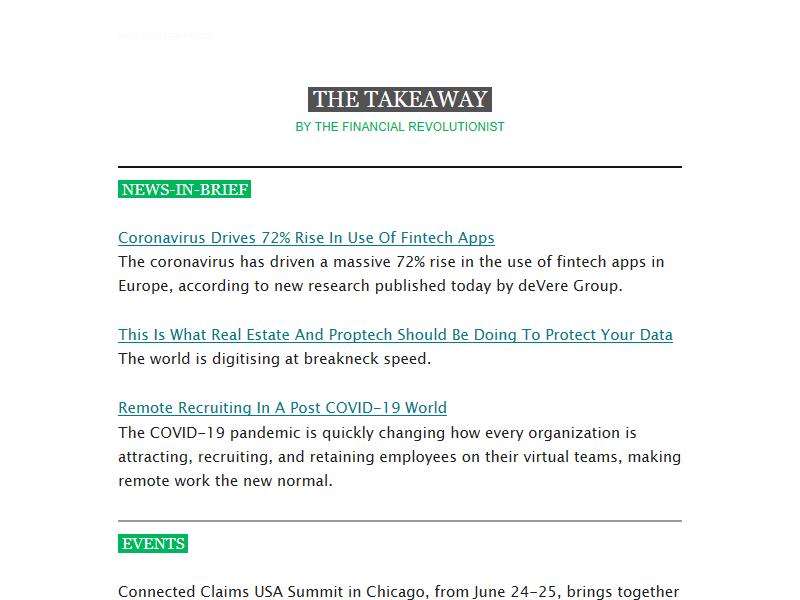 THE TAKEAWAY
BY THE FINANCIAL REVOLUTIONIST
NEWS-IN-BRIEF
Coronavirus Drives 72% Rise In Use Of Fintech Apps
The coronavirus has driven a massive 72% rise in the use of fintech apps in
Europe, according to new research published today by deVere Group.
This Is What Real Estate And Proptech Should Be Doing To Protect Your Data
The world is digitising at breakneck speed.
Remote Recruiting In A Post COVID-19 World
The COVID-19 pandemic is quickly changing how every organization is
attracting, recruiting, and retaining employees on their virtual teams, making
remote work the new normal.
EVENTS
Connected Claims USA Summit in Chicago, from June 24-25, brings together